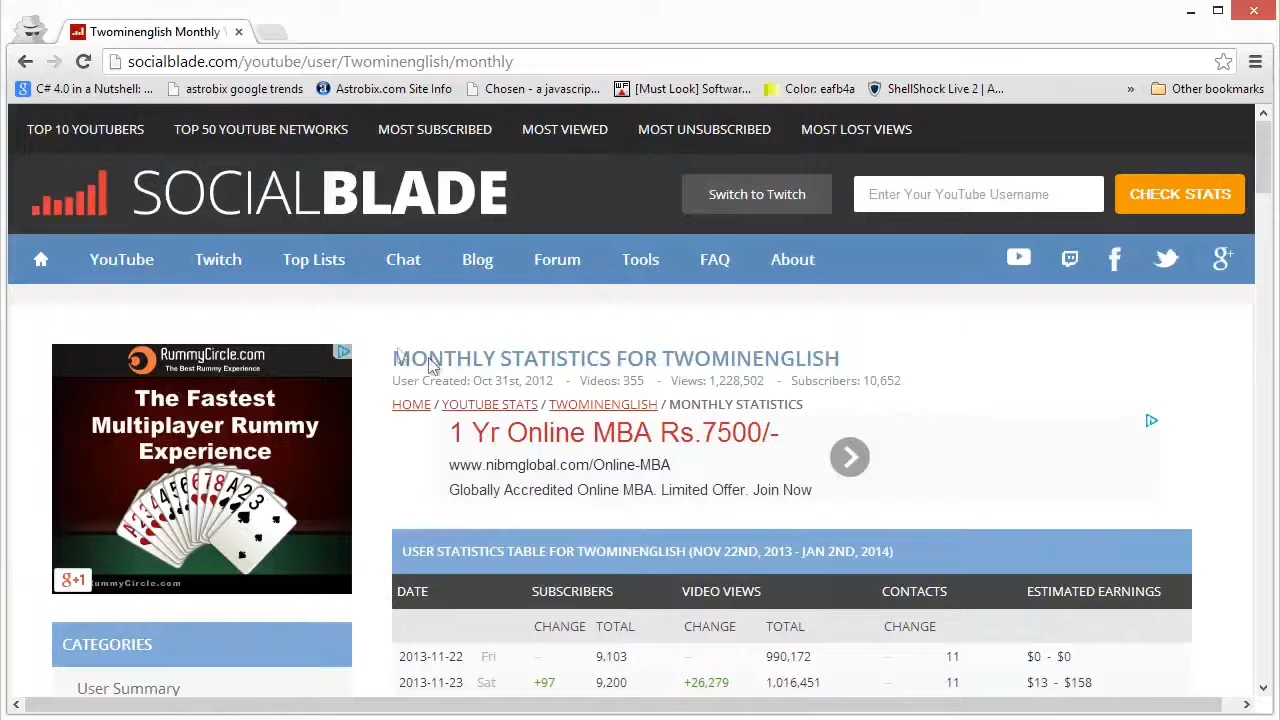 Twominenglish Monthly
socialblade.com/youtube/user/Twominenglish/monthly
C# 4.0 in a Nutshell: ... astrobix google trends Astrobix.com Site Info Chosen - a javascrip... [Must Look] Softwar... Color: eafb4a ShellShock Live 2 | A... » Other bookmarks
TOP 10 YOUTUBERS TOP 50 YOUTUBE NETWORKS MOST SUBSCRIBED MOST VIEWED MOST UNSUBSCRIBED MOST LOST VIEWS
SOCIALBLADE Switch to Twitch Enter Your YouTube Username CHECK STATS
YouTube Twitch Top Lists Chat Blog Forum Tools FAQ About
RummyCircle.com
The Best Rummy Experience
The Fastest
Multiplayer Rummy
Experience
+1
ummyCircle.com
CATEGORIES
User Summary
MONTHLY STATISTICS FOR TWOMINENGLISH
User Created: Oct 31st, 2012 - Videos: 355 - Views: 1,228,502 - Subscribers: 10,652
HOME / YOUTUBE STATS / TWOMINENGLISH / MONTHLY STATISTICS
1 Yr Online MBA Rs.7500/-
www.nibmglobal.com/Online-MBA
Globally Accredited Online MBA. Limited Offer. Join Now
USER STATISTICS TABLE FOR TWOMINENGLISH (NOV 22ND, 2013 - JAN 2ND, 2014)
DATE SUBSCRIBERS VIDEO VIEWS CONTACTS ESTIMATED EARNINGS
CHANGE TOTAL CHANGE TOTAL CHANGE
2013-11-22 Fri -- 9,103 -- 990,172 -- 11 $0 - $0
2013-11-23 Sat +97 9,200 +26,279 1,016,451 -- 11 $13 - $158